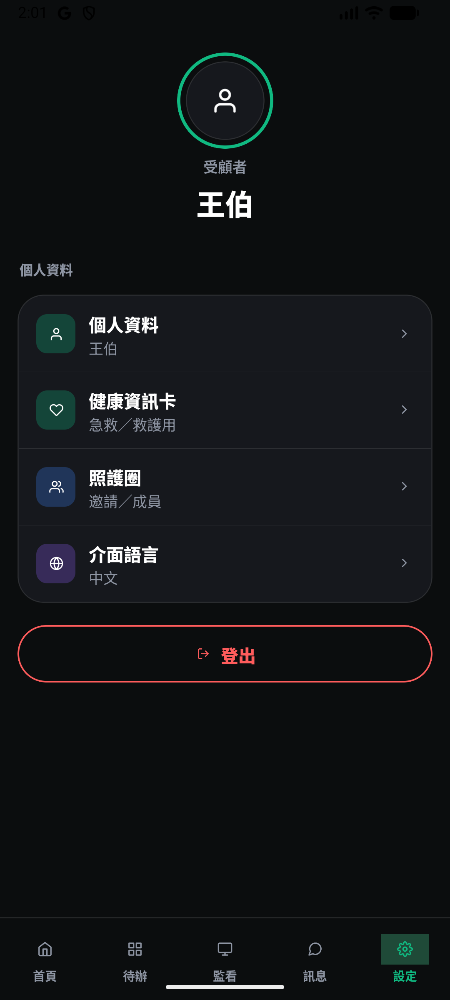 2:01
受顧者
王伯
個人資料
個人資料
王伯
健康資訊卡
急救／救護用
照護圈
邀請／成員
介面語言
中文
登出
首頁
待辦
監看
訊息
設定